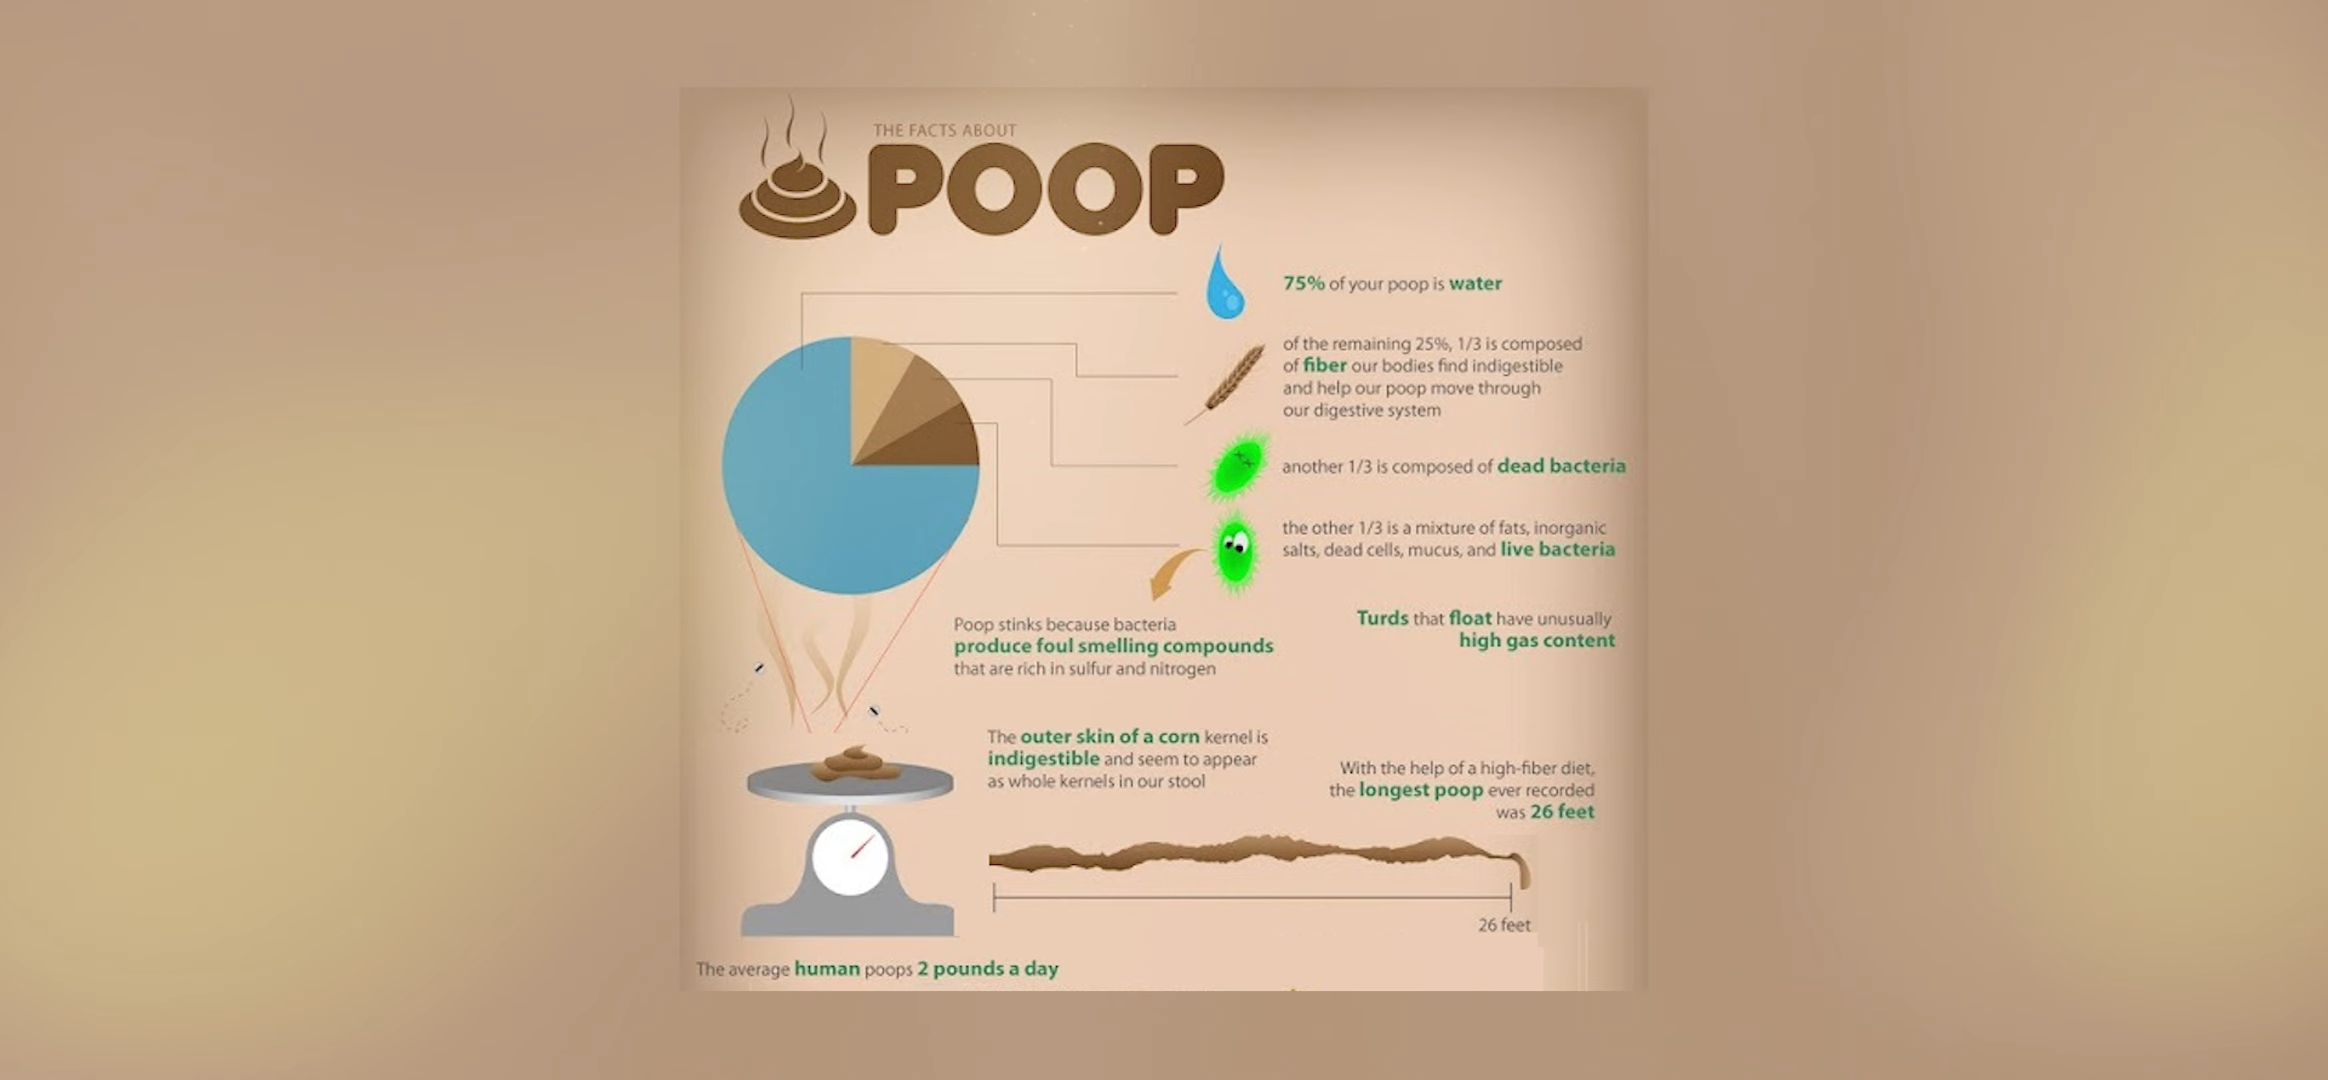 THE FACTS ABOUT
POOP
75% of your poop is water
of the remaining 25%, 1/3 is composed
of fiber our bodies find indigestible
and help our poop move through
our digestive system
another 1/3 is composed of dead bacteria
the other 1/3 is a mixture of fats, inorganic
salts, dead cells, mucus, and live bacteria
Poop stinks because bacteria
produce foul smelling compounds
that are rich in sulfur and nitrogen
Turds that float have unusually
high gas content
The outer skin of a corn kernel is
indigestible and seem to appear
as whole kernels in our stool
With the help of a high-fiber diet,
the longest poop ever recorded
was 26 feet
26 feet
The average human poops 2 pounds a day